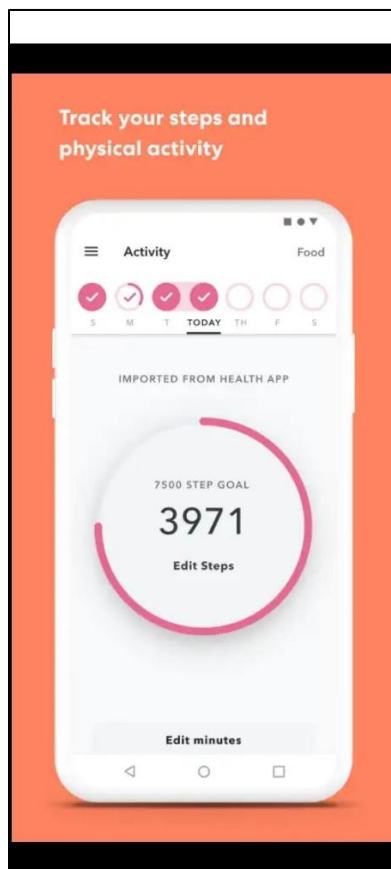 Track your steps and
physical activity
Activity
Food
S M T TODAY TH F S
IMPORTED FROM HEALTH APP
7500 STEP GOAL
3971
Edit Steps
Edit minutes